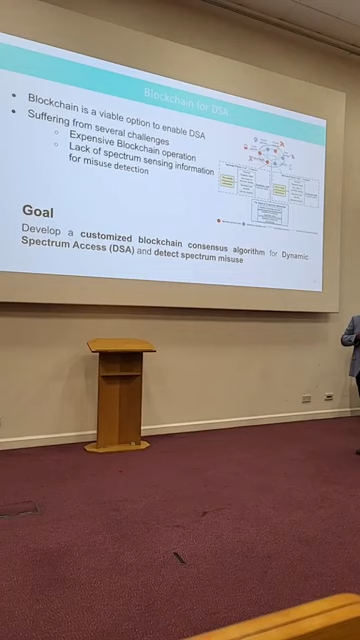 Blockchain for DSA
• Blockchain is a viable option to enable DSA
• Suffering from several challenges
○ Expensive Blockchain operation
○ Lack of spectrum sensing information
for misuse detection
Goal
Develop a customized blockchain consensus algorithm for Dynamic
Spectrum Access (DSA) and detect spectrum misuse